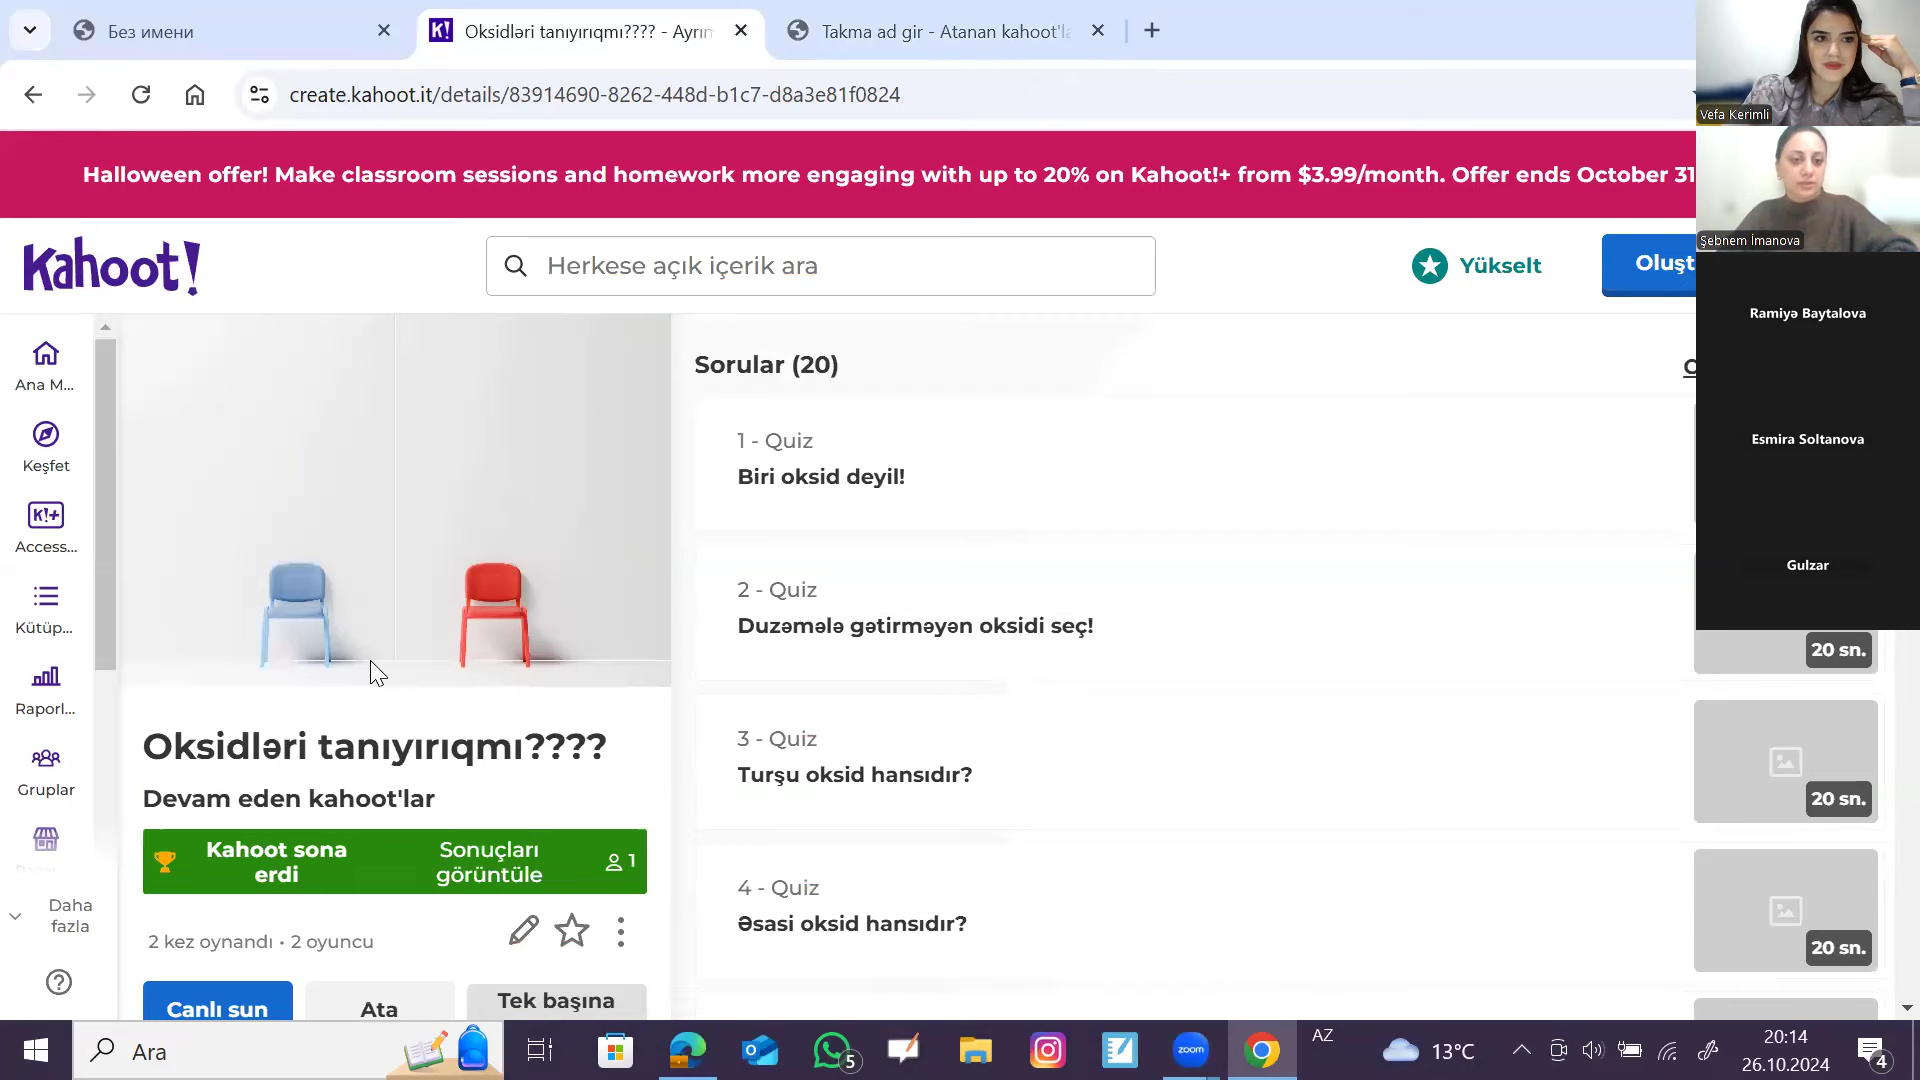 Без имени
Oksidləri tanıyırıqmı???? - Ayrın
Takma ad gir - Atanan kahoot'la
create.kahoot.it/details/83914690-8262-448d-b1c7-d8a3e81f0824
Halloween offer! Make classroom sessions and homework more engaging with up to 20% on Kahoot!+ from $3.99/month. Offer ends October 31
Kahoot!
Herkese açık içerik ara
Yükselt
Oluşt
Ana M...
Keşfet
K!+
Access...
Kütüp...
Raporl...
Gruplar
Daha
fazla
Oksidləri tanıyırıqmı????
Devam eden kahoot'lar
Kahoot sona
erdi
Sonuçları
görüntüle
1
2 kez oynandı • 2 oyuncu
Canlı sun
Ata
Tek başına
Sorular (20)
1 - Quiz
Biri oksid deyil!
2 - Quiz
Duzəmələ gətirməyən oksidi seç!
20 sn.
3 - Quiz
Turşu oksid hansıdır?
20 sn.
4 - Quiz
Əsasi oksid hansıdır?
20 sn.
Vefa Kerimli
Şebnem İmanova
Ramiyə Baytalova
Esmira Soltanova
Gulzar
Ara
5
zoom
AZ
13°C
20:14
26.10.2024
4